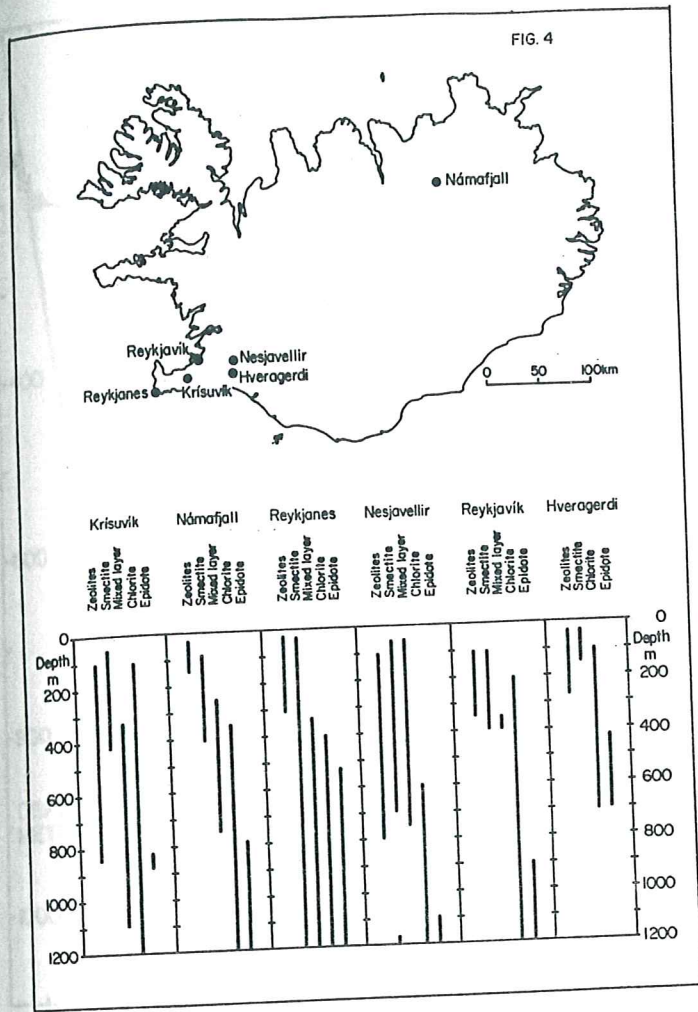 FIG. 4
Námafjall
Reykjavík
Nesjavellir
Hveragerdi
Reykjanes
Krísuvík
0 50 100km
Krísuvík Námafjall Reykjanes Nesjavellir Reykjavík Hveragerdi
Zeolites Smectite Mixed layer Chlorite Epidote
Zeolites Smectite Mixed layer Chlorite Epidote
Zeolites Smectite Mixed layer Chlorite Epidote
Zeolites Smectite Mixed layer Chlorite Epidote
Zeolites Smectite Mixed layer Chlorite Epidote
Zeolites Smectite Chlorite Epidote
0 0
Depth
m
200 200
400 400
600 600
800 800
1000 1000
1200 1200